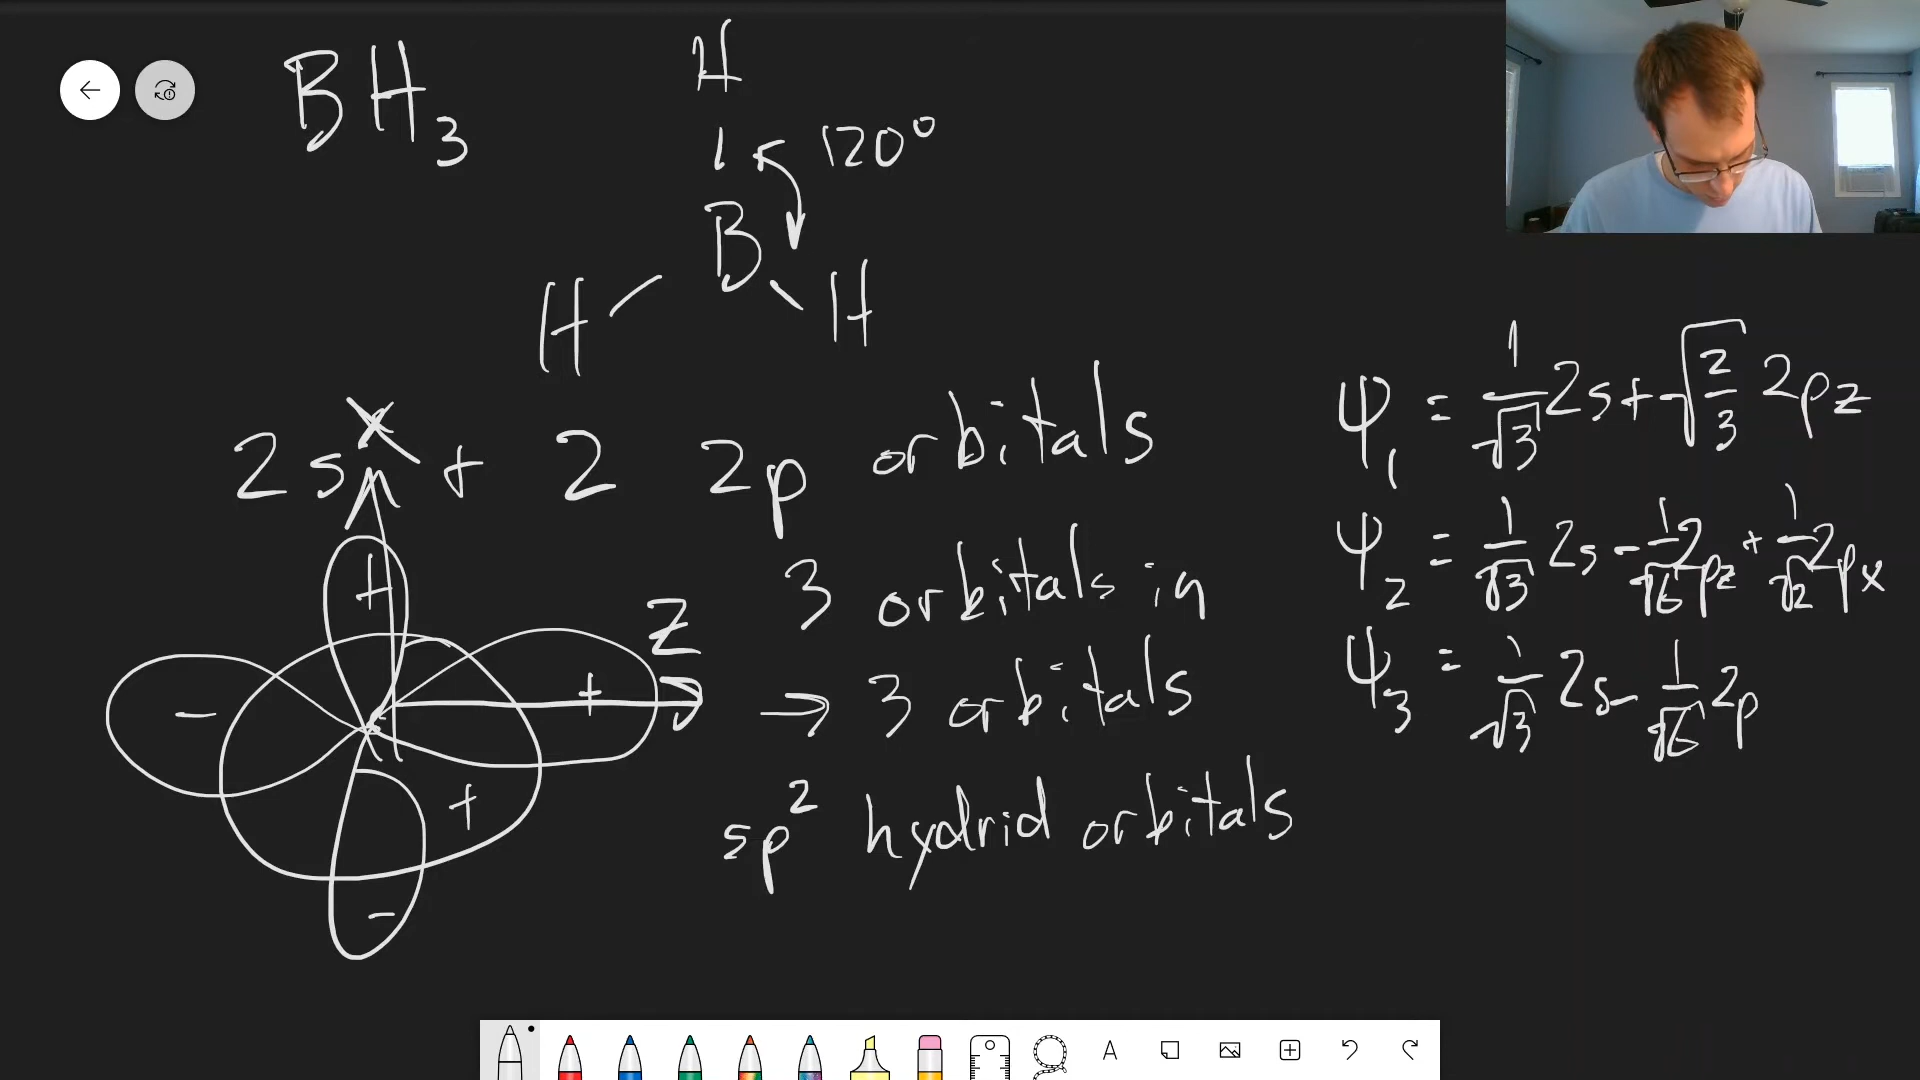 BH₃
H
| 120°
B
H H
2s + 2 2p orbitals
x
3 orbitals in
z
→ 3 orbitals
sp² hydrid orbitals
+
-
+
+
-
ψ₁ = 1/√3 2s + √(2/3) 2pz
ψ₂ = 1/√3 2s - 1/√6 2pz + 1/√2 2px
ψ₃ = 1/√3 2s - 1/√6 2p
A